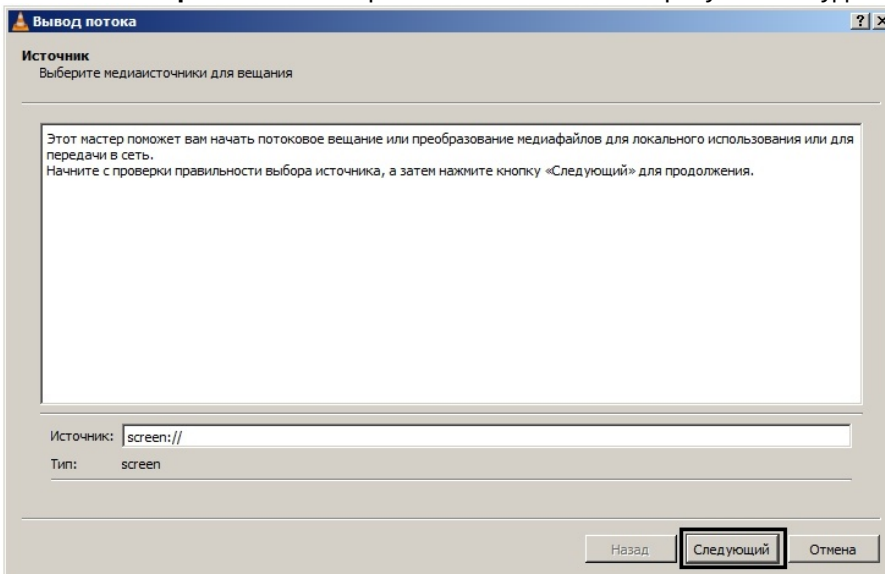 Вывод потока
Источник
Выберите медиаисточники для вещания
Этот мастер поможет вам начать потоковое вещание или преобразование медиафайлов для локального использования или для
передачи в сеть.
Начните с проверки правильности выбора источника, а затем нажмите кнопку «Следующий» для продолжения.
Источник: screen://
Тип: screen
Назад Следующий Отмена